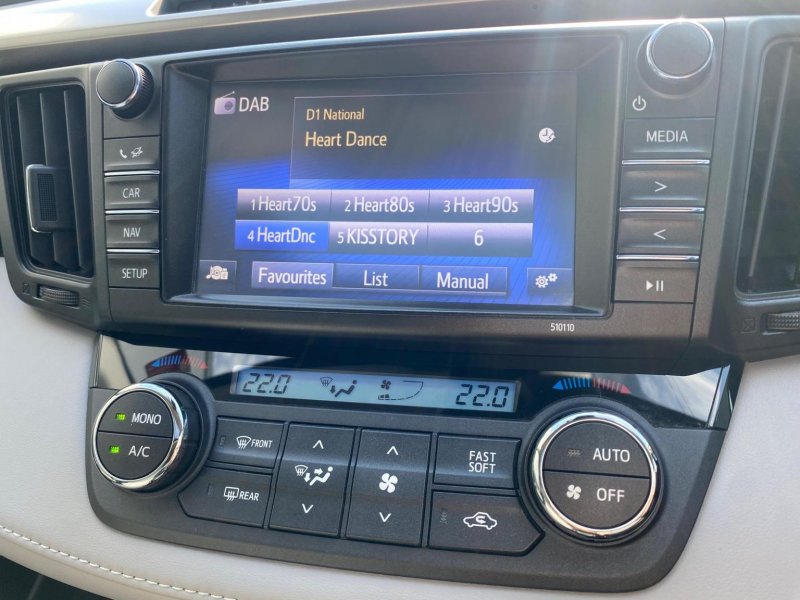 DAB
D1 National
Heart Dance
1 Heart70s 2 Heart80s 3 Heart90s
4 HeartDnc 5 KISSTORY 6
Favourites List Manual
CAR
NAV
SETUP
MEDIA
>
<
510110
22.0 22.0
MONO
A/C
FRONT
REAR
FAST
SOFT
AUTO
OFF